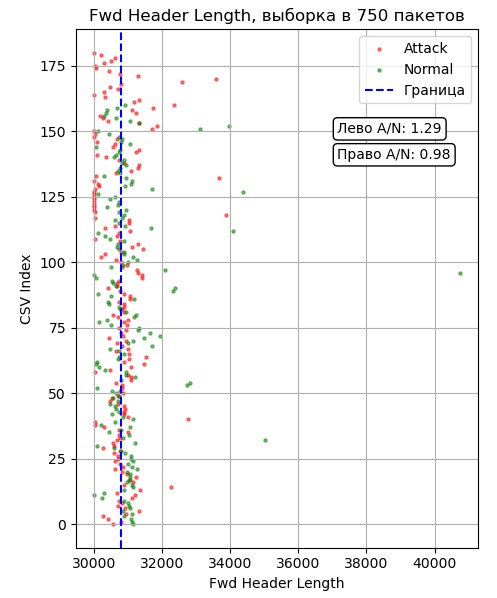 Fwd Header Length, выборка в 750 пакетов
Attack
Normal
Граница
Лево A/N: 1.29
Право A/N: 0.98
CSV Index
175
150
125
100
75
50
25
0
30000 32000 34000 36000 38000 40000
Fwd Header Length